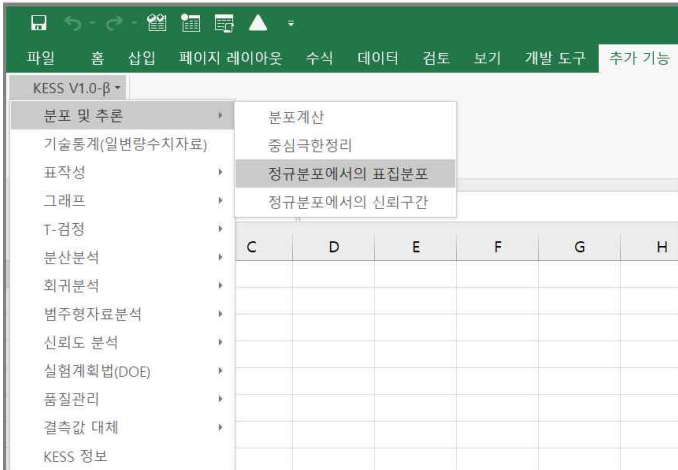 파일 홈 삽입 페이지 레이아웃 수식 데이터 검토 보기 개발 도구 추가 기능
KESS V1.0-β
분포 및 추론
분포계산
기술통계(일변량수치자료)
중심극한정리
표작성
정규분포에서의 표집분포
그래프
정규분포에서의 신뢰구간
T-검정
C D E F G H
분산분석
회귀분석
범주형자료분석
신뢰도 분석
실험계획법(DOE)
품질관리
결측값 대체
KESS 정보